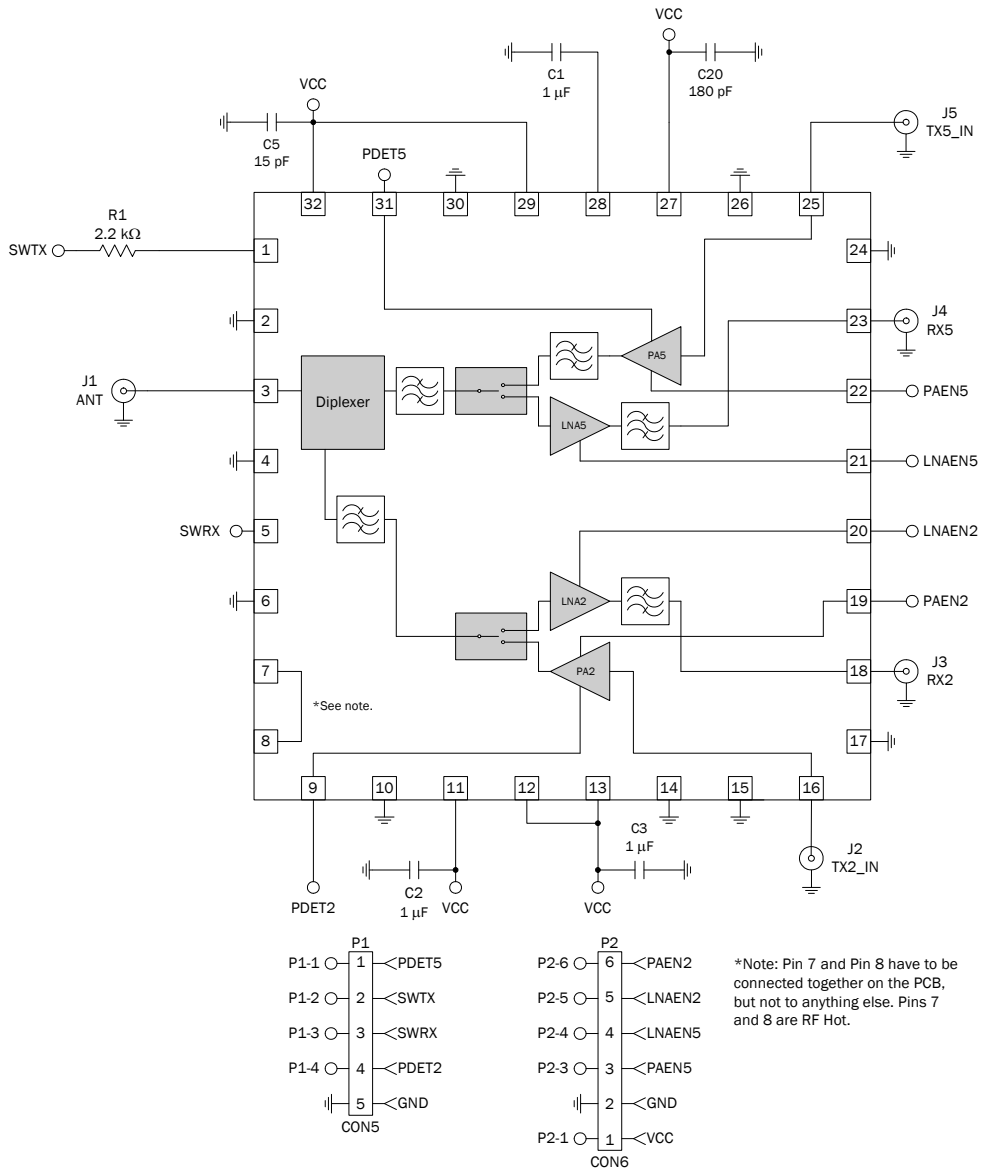 VCC
C1
1 µF
C20
180 pF
VCC
C5
15 pF
PDET5
J5
TX5_IN
32
31
30
29
28
27
26
25
R1
2.2 kΩ
SWTX
1
24
2
23
J4
RX5
PA5
J1
ANT
3
Diplexer
22
PAEN5
LNA5
4
21
LNAEN5
SWRX
5
20
LNAEN2
6
LNA2
19
PAEN2
7
PA2
18
J3
RX2
*See note.
8
17
9
10
11
12
13
14
15
16
C3
1 µF
J2
TX2_IN
C2
1 µF
PDET2
VCC
VCC
P1
P1-1 1 PDET5
P1-2 2 SWTX
P1-3 3 SWRX
P1-4 4 PDET2
5 GND
CON5
P2
P2-6 6 PAEN2
P2-5 5 LNAEN2
P2-4 4 LNAEN5
P2-3 3 PAEN5
2 GND
P2-1 1 VCC
CON6
*Note: Pin 7 and Pin 8 have to be
connected together on the PCB,
but not to anything else. Pins 7
and 8 are RF Hot.